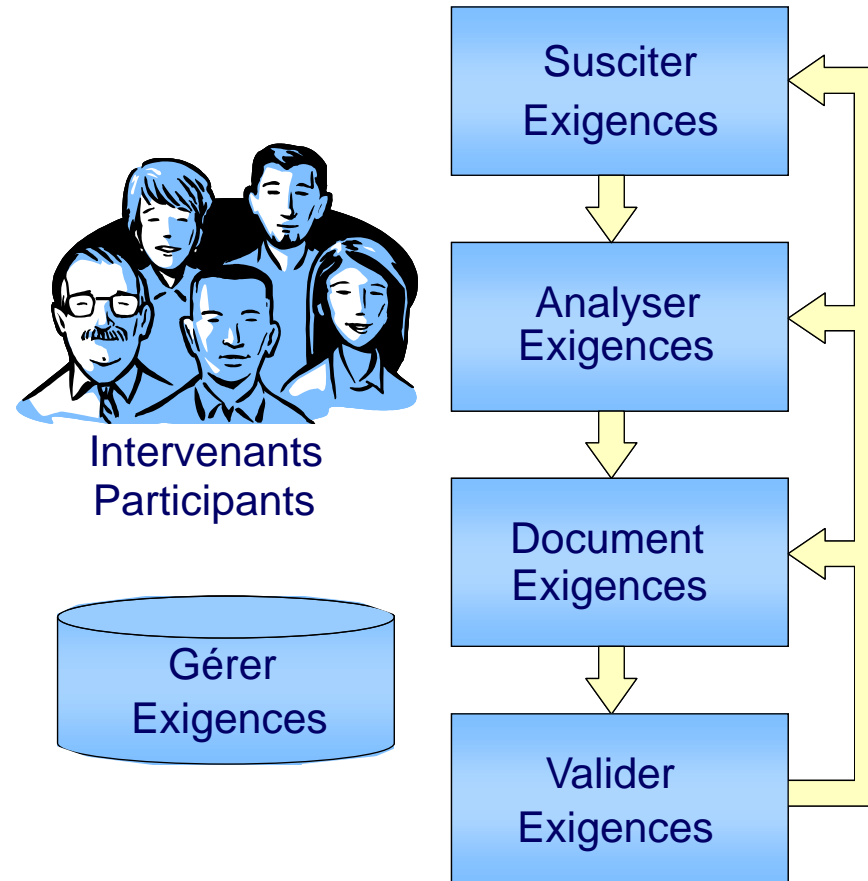 Susciter
Exigences
Analyser
Exigences
Intervenants
Participants
Document
Exigences
Gérer
Exigences
Valider
Exigences